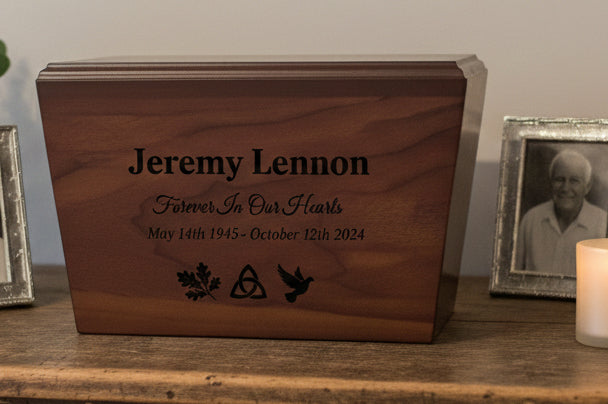 Jeremy Lennon
Forever In Our Hearts
May 14th 1945 - October 12th 2024